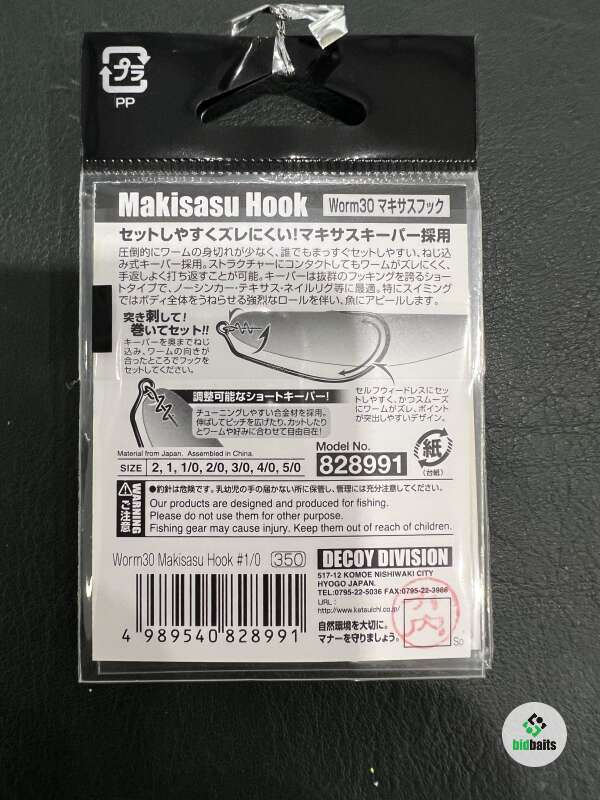 プラ
PP
Makisasu Hook
Worm30 マキサスフック
セットしやすくズレにくい!マキサスキーパー採用
圧倒的にワームの身切れが少なく、誰でもまっすぐセットしやすい、ねじ込
み式キーパー採用。ストラクチャーにコンタクトしてもワームがズレにくく、
手返しよく打ち返すことが可能。キーパーは抜群のフッキングを誇るショー
トタイプで、ノーシンカー・テキサス・ネイルリグ等に最適。特にスイミング
ではボディ全体をうねらせる強烈なロールを伴い、魚にアピールします。
突き刺して!
巻いてセット!!
キーパーを奥までねじ
込み、ワームの向きが
合ったところでフックを
セットしてください。
セルフウィードレスにセット
しやすく、かつスムーズ
にワームがズレ、ポイント
が突出しやすいデザイン。
調整可能なショートキーパー!
チューニングしやすい合金材を採用。
伸ばしてピッチを広げたり、カットしたり
とワームや好みに合わせて自由自在!
Material from Japan. Assembled in China.
Model No.
828991
紙
(台紙)
SIZE 2, 1, 1/0, 2/0, 3/0, 4/0, 5/0
WARNING
ご注意
●釣針は危険です。乳幼児の手の届かない所に保管し、管理には充分注意してください。
Our products are designed and produced for fishing.
Please do not use them for other purpose.
Fishing gear may cause injury. Keep them out of reach of children.
Worm30 Makisasu Hook #1/0 350
DECOY DIVISION
517-12 KOMOE NISHIWAKI CITY
HYOGO JAPAN.
TEL:0795-22-5036 FAX:0795-22-3988
URL :
http://www.katsuichi.co.jp/
自然環境を大切に。
マナーを守りましょう。
So
4 989540 828991
bidbaits